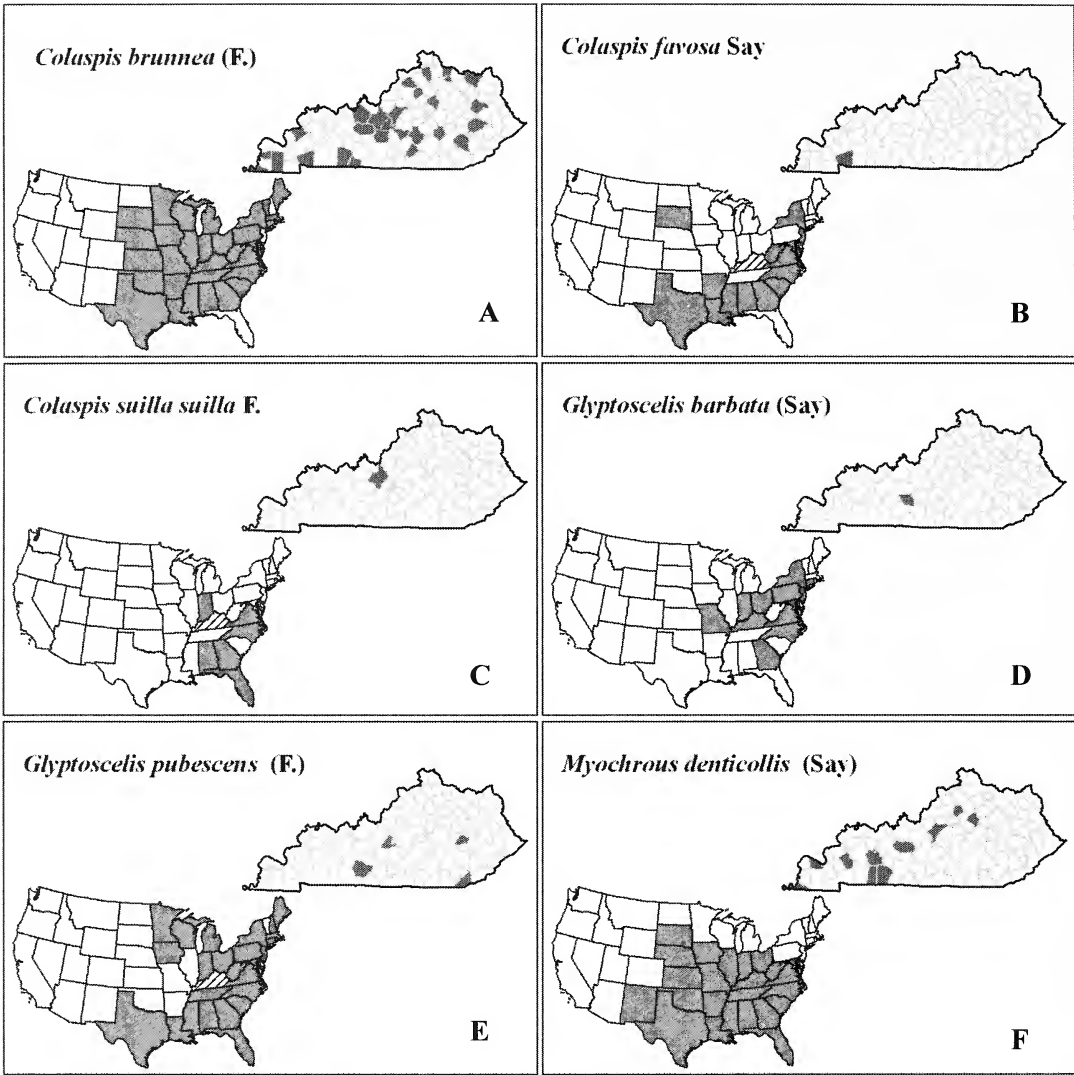 Colaspis brunnea (F.)
A
Colaspis favosa Say
B
Colaspis suilla suilla F.
C
Glyptoscelis barbata (Say)
D
Glyptoscelis pubescens (F.)
E
Myochrous denticollis (Say)
F